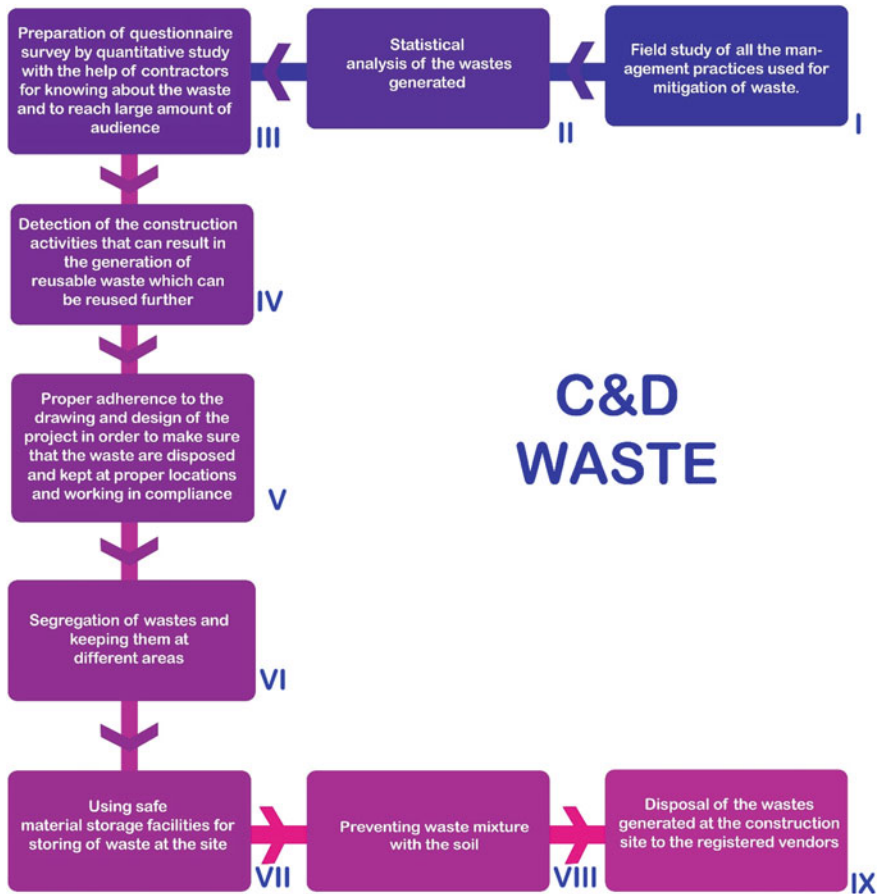 Field study of all the man-
agement practices used for
mitigation of waste.
I
Statistical
analysis of the wastes
generated
II
Preparation of questionnaire
survey by quantitative study
with the help of contractors
for knowing about the waste
and to reach large amount of
audience
III
Detection of the construction
activities that can result in
the generation of
reusable waste which can
be reused further
IV
Proper adherence to the
drawing and design of the
project in order to make sure
that the waste are disposed
and kept at proper locations
and working in compliance
V
C&D
WASTE
Segregation of wastes and
keeping them at
different areas
VI
Using safe
material storage facilities for
storing of waste at the site
VII
Preventing waste mixture
with the soil
VIII
Disposal of the wastes
generated at the construction
site to the registered vendors
IX